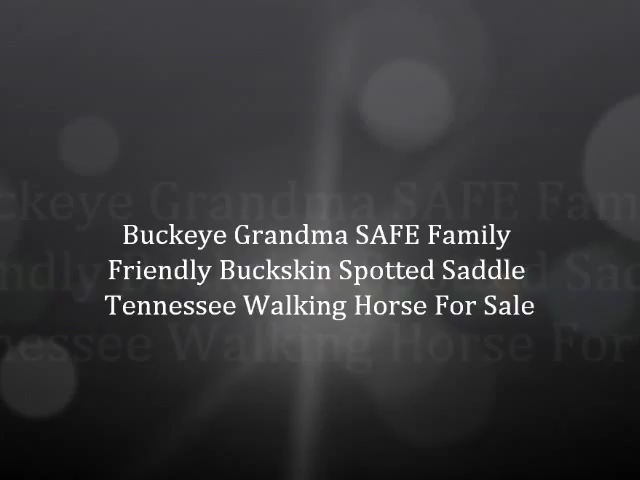 Buckeye Grandma SAFE Family
Friendly Buckskin Spotted Saddle
Tennessee Walking Horse For Sale